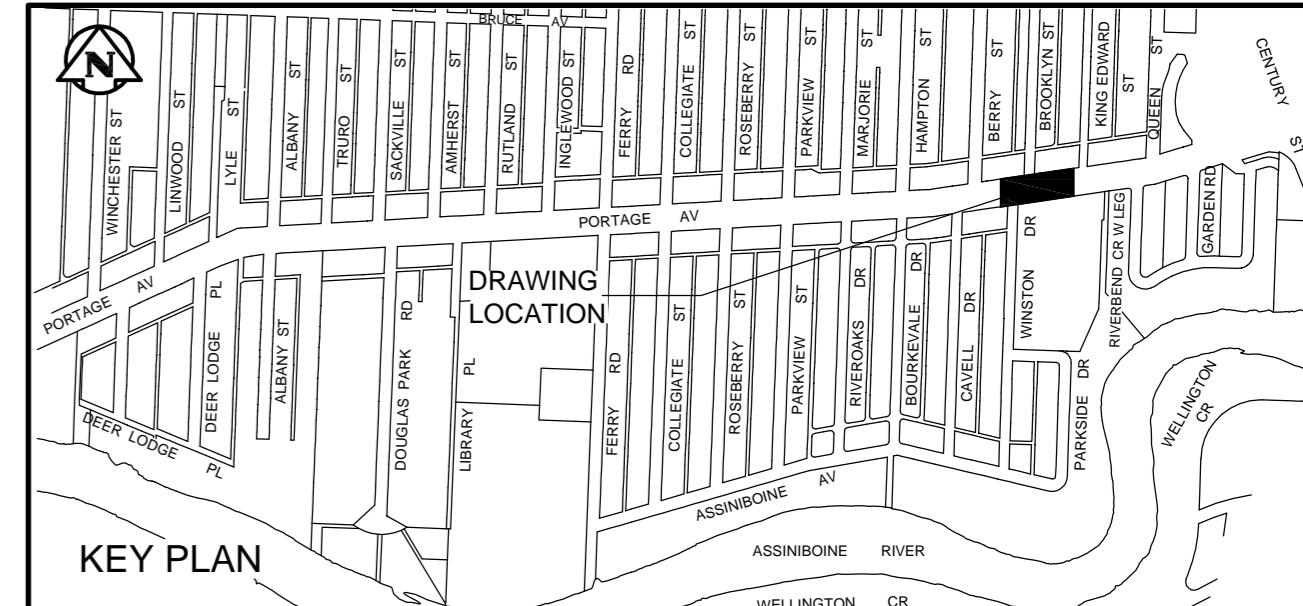 BRUCE AV
N
WINCHESTER ST
LINWOOD ST
LYLE ST
ALBANY ST
TRURO ST
SACKVILLE ST
AMHERST ST
RUTLAND ST
INGLEWOOD ST
FERRY RD
COLLEGIATE ST
ROSEBERRY ST
PARKVIEW ST
MARJORIE ST
HAMPTON ST
BERRY ST
BROOKLYN ST
KING EDWARD ST
QUEEN ST
CENTURY ST
PORTAGE AV
PORTAGE AV
DRAWING
LOCATION
DEER LODGE PL
DEER LODGE PL
ALBANY ST
DOUGLAS PARK RD
LIBRARY PL
FERRY RD
COLLEGIATE ST
ROSEBERRY ST
PARKVIEW ST
RIVEROAKS DR
BOURKEVALE DR
CAVELL DR
WINSTON DR
PARKSIDE DR
RIVERBEND CR W LEG
GARDEN RD
WELLINGTON
CR
ASSINIBOINE AV
ASSINIBOINE RIVER
WELLINGTON CR
KEY PLAN